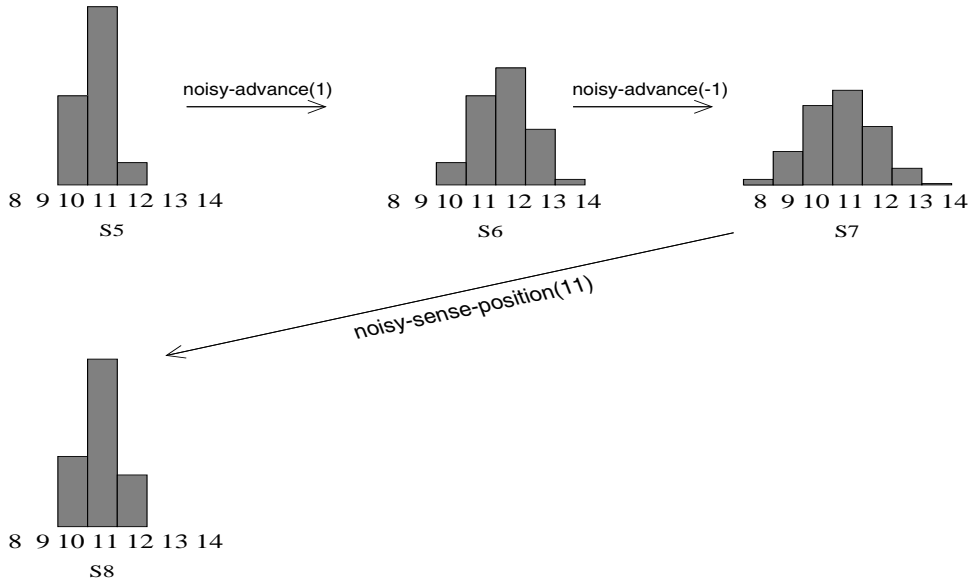 noisy-advance(1)
noisy-advance(-1)
8 9 10 11 12 13 14
8 9 10 11 12 13 14
8 9 10 11 12 13 14
S5
S6
S7
noisy-sense-position(11)
8 9 10 11 12 13 14
S8